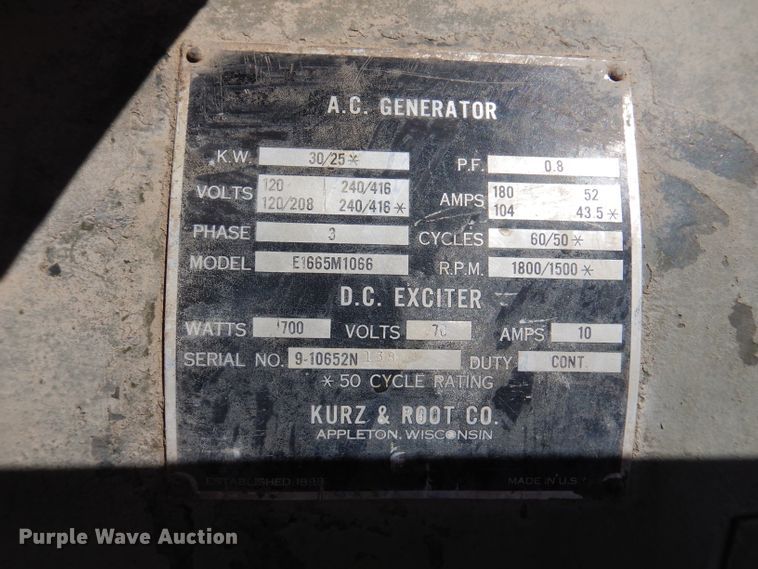 A.C. GENERATOR
K.W. 30/25* P.F. 0.8
VOLTS 120 240/416 AMPS 180 52
120/208 240/416* 104 43.5*
PHASE 3 CYCLES 60/50*
MODEL E1665M1066 R.P.M. 1800/1500*
D.C. EXCITER
WATTS 700 VOLTS 70 AMPS 10
SERIAL NO. 9-10652N DUTY CONT.
* 50 CYCLE RATING
KURZ & ROOT CO.
APPLETON, WISCONSIN
ESTABLISHED MADE IN U.S.
Purple Wave Auction